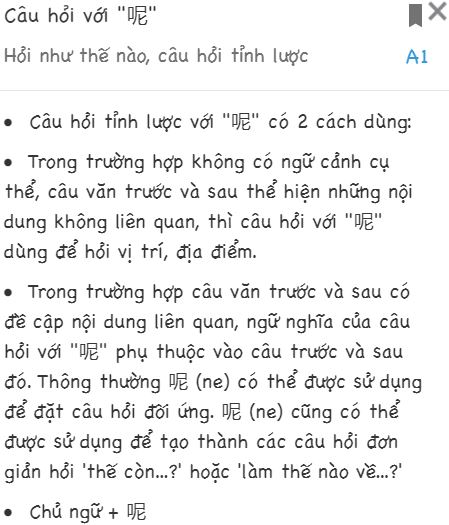 Câu hỏi với "呢"
Hỏi như thế nào, câu hỏi tỉnh lược
A1
• Câu hỏi tỉnh lược với "呢" có 2 cách dùng:
• Trong trường hợp không có ngữ cảnh cụ
thể, câu văn trước và sau thể hiện những nội
dung không liên quan, thì câu hỏi với "呢"
dùng để hỏi vị trí, địa điểm.
• Trong trường hợp câu văn trước và sau có
đề cập nội dung liên quan, ngữ nghĩa của câu
hỏi với "呢" phụ thuộc vào câu trước và sau
đó. Thông thường 呢 (ne) có thể được sử dụng
để đặt câu hỏi đối ứng. 呢 (ne) cũng có thể
được sử dụng để tạo thành các câu hỏi đơn
giản hỏi 'thế còn...?' hoặc 'làm thế nào về...?'
• Chủ ngữ + 呢